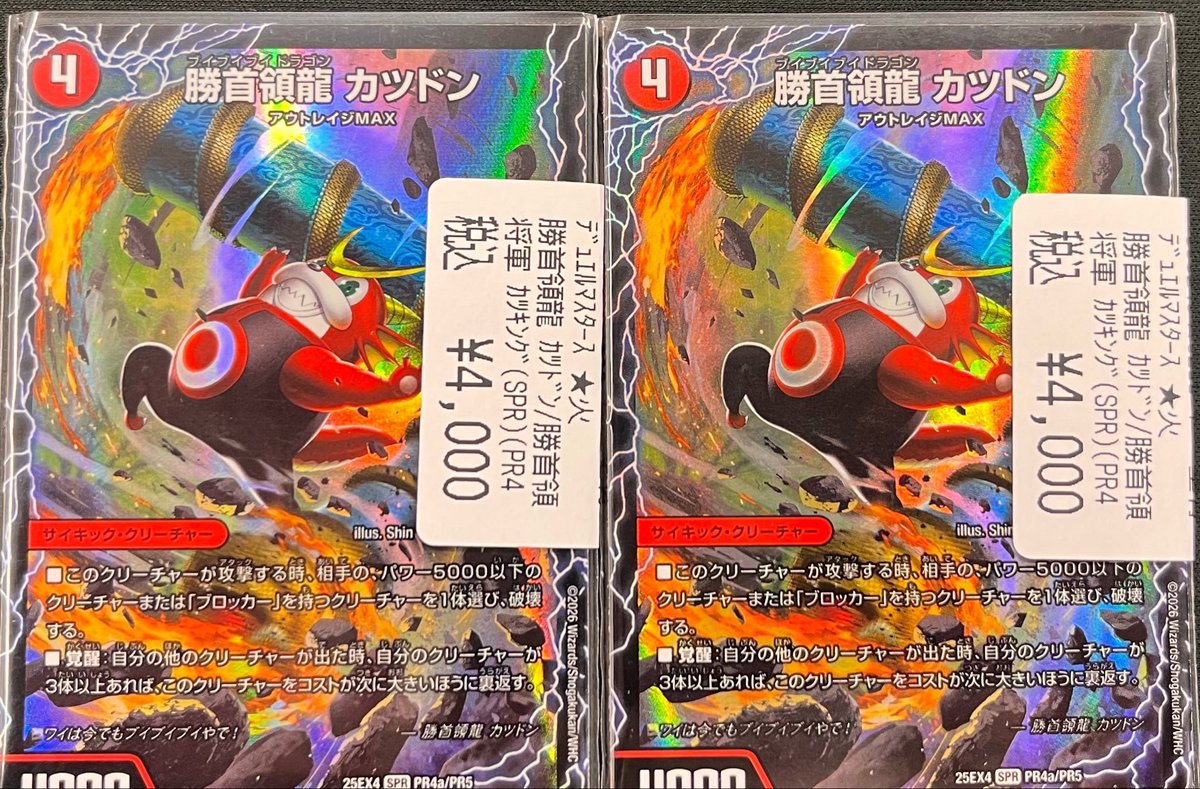 4
ブイ・ブイブイ ドラゴン
勝首領龍 カツドン
アウトレイジMAX
デュエルマスターズ ★火
勝首領龍 カツドン/勝首領
将軍 カツキング(SPR)(PR4
税込 ¥4,000
サイキック・クリーチャー
illus. Shin
■このクリーチャーが攻撃する時、相手の、パワー5000以下の
クリーチャーまたは「ブロッカー」を持つクリーチャーを1体選び、破壊
する。
■覚醒:自分の他のクリーチャーが出た時、自分のクリーチャーが
3体以上あれば、このクリーチャーをコストが次に大きいほうに裏返す。
ワイは今でもブイブイブイやで!
— 勝首領龍 カツドン
©2026 Wizards/Shogakukan/WHC
25EX4 SPR PR4a/PR5
4
ブイ・ブイブイ ドラゴン
勝首領龍 カツドン
アウトレイジMAX
デュエルマスターズ ★火
勝首領龍 カツドン/勝首領
将軍 カツキング(SPR)(PR4
税込 ¥4,000
サイキック・クリーチャー
illus. Shin
■このクリーチャーが攻撃する時、相手の、パワー5000以下の
クリーチャーまたは「ブロッカー」を持つクリーチャーを1体選び、破壊
する。
■覚醒:自分の他のクリーチャーが出た時、自分のクリーチャーが
3体以上あれば、このクリーチャーをコストが次に大きいほうに裏返す。
ワイは今でもブイブイブイやで!
— 勝首領龍 カツドン
©2026 Wizards/Shogakukan/WHC
25EX4 SPR PR4a/PR5